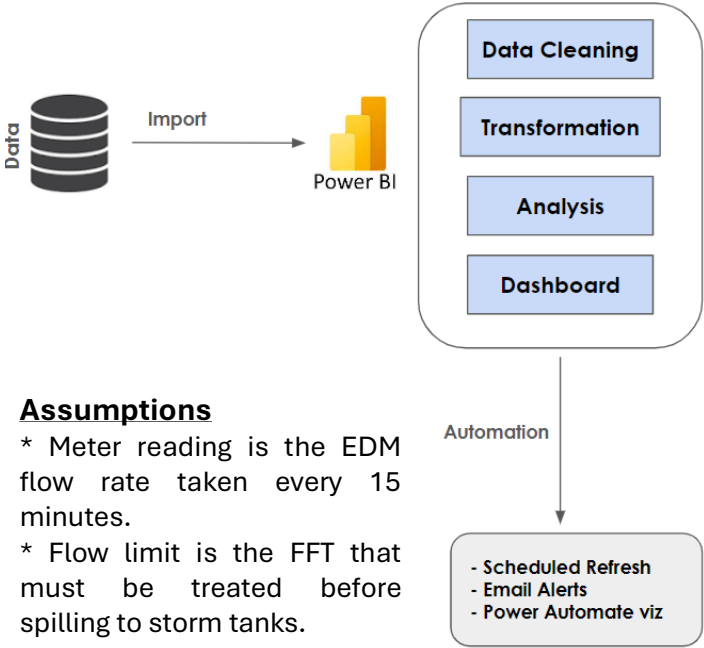 Data
Import
Power BI
Data Cleaning
Transformation
Analysis
Dashboard
Automation
- Scheduled Refresh
- Email Alerts
- Power Automate viz
Assumptions
* Meter reading is the EDM
flow rate taken every 15
minutes.
* Flow limit is the FFT that
must be treated before
spilling to storm tanks.